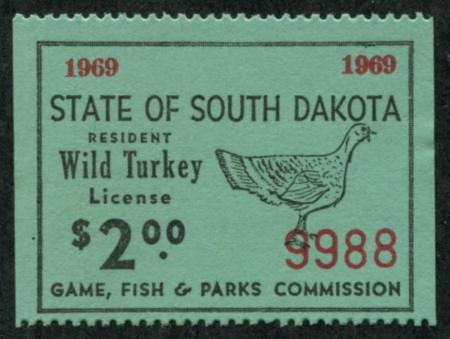 1969 1969
STATE OF SOUTH DAKOTA
RESIDENT
Wild Turkey
License
$2.00
9988
GAME, FISH & PARKS COMMISSION